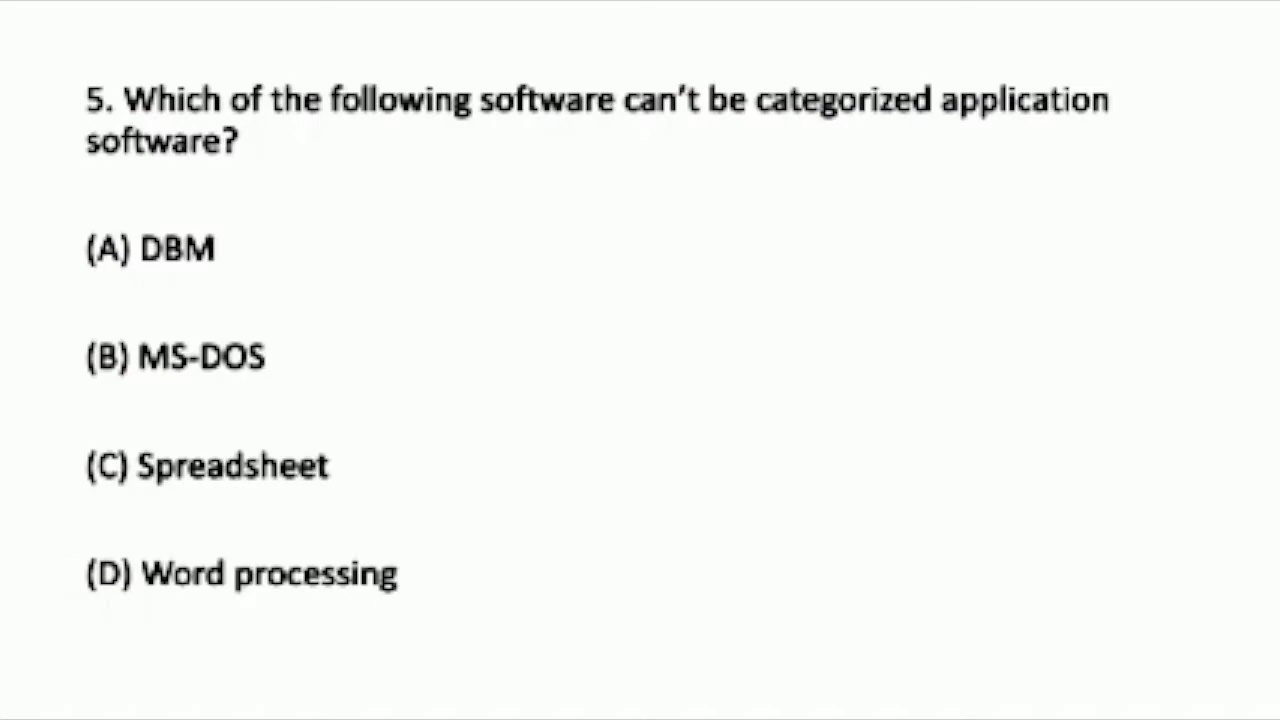 5. Which of the following software can't be categorized application
software?
(A) DBM
(B) MS-DOS
(C) Spreadsheet
(D) Word processing